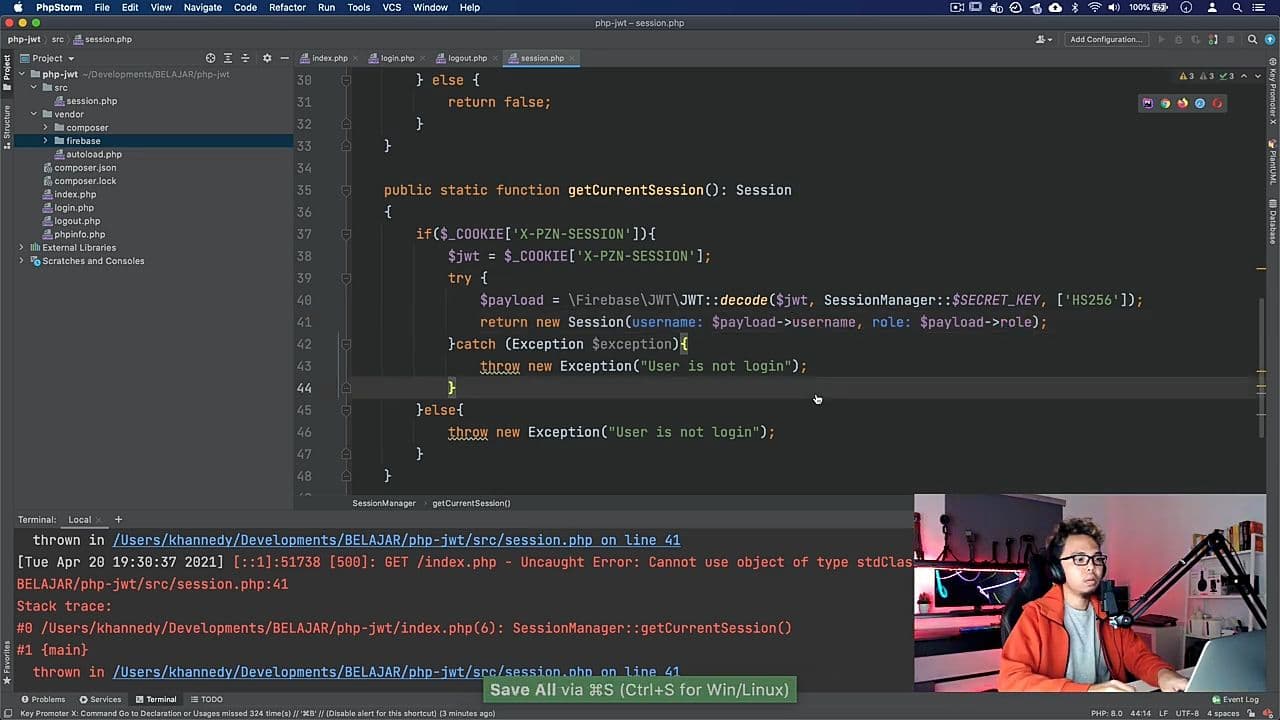 PhpStorm File Edit View Navigate Code Refactor Run Tools VCS Window Help 100%
php-jwt – session.php
php-jwt src session.php Add Configuration...
Project index.php login.php logout.php session.php
php-jwt ~/Developments/BELAJAR/php-jwt
src
session.php
vendor
composer
firebase
autoload.php
composer.json
composer.lock
index.php
login.php
logout.php
phpinfo.php
External Libraries
Scratches and Consoles
Project
Structure
Favorites
Key Promoter X
PlantUML
Database
3 3 3
30 } else {
31 return false;
32 }
33 }
34
35 public static function getCurrentSession(): Session
36 {
37 if($_COOKIE['X-PZN-SESSION']){
38 $jwt = $_COOKIE['X-PZN-SESSION'];
39 try {
40 $payload = \Firebase\JWT\JWT::decode($jwt, SessionManager::$SECRET_KEY, ['HS256']);
41 return new Session(username: $payload->username, role: $payload->role);
42 }catch (Exception $exception){
43 throw new Exception("User is not login");
44 }
45 }else{
46 throw new Exception("User is not login");
47 }
48 }
SessionManager getCurrentSession()
Terminal: Local +
thrown in /Users/khannedy/Developments/BELAJAR/php-jwt/src/session.php on line 41
[Tue Apr 20 19:30:37 2021] [::1]:51738 [500]: GET /index.php - Uncaught Error: Cannot use object of type stdClas
BELAJAR/php-jwt/src/session.php:41
Stack trace:
#0 /Users/khannedy/Developments/BELAJAR/php-jwt/index.php(6): SessionManager::getCurrentSession()
#1 {main}
thrown in /Users/khannedy/Developments/BELAJAR/php-jwt/src/session.php on line 41
Save All via ⌘S (Ctrl+S for Win/Linux)
Problems Services Terminal TODO Event Log
Key Promoter X: Command Go to Declaration or Usages missed 324 time(s) // '⌘B' // (Disable alert for this shortcut) (3 minutes ago) PHP: 8.0 44:14 LF UTF-8 4 spaces